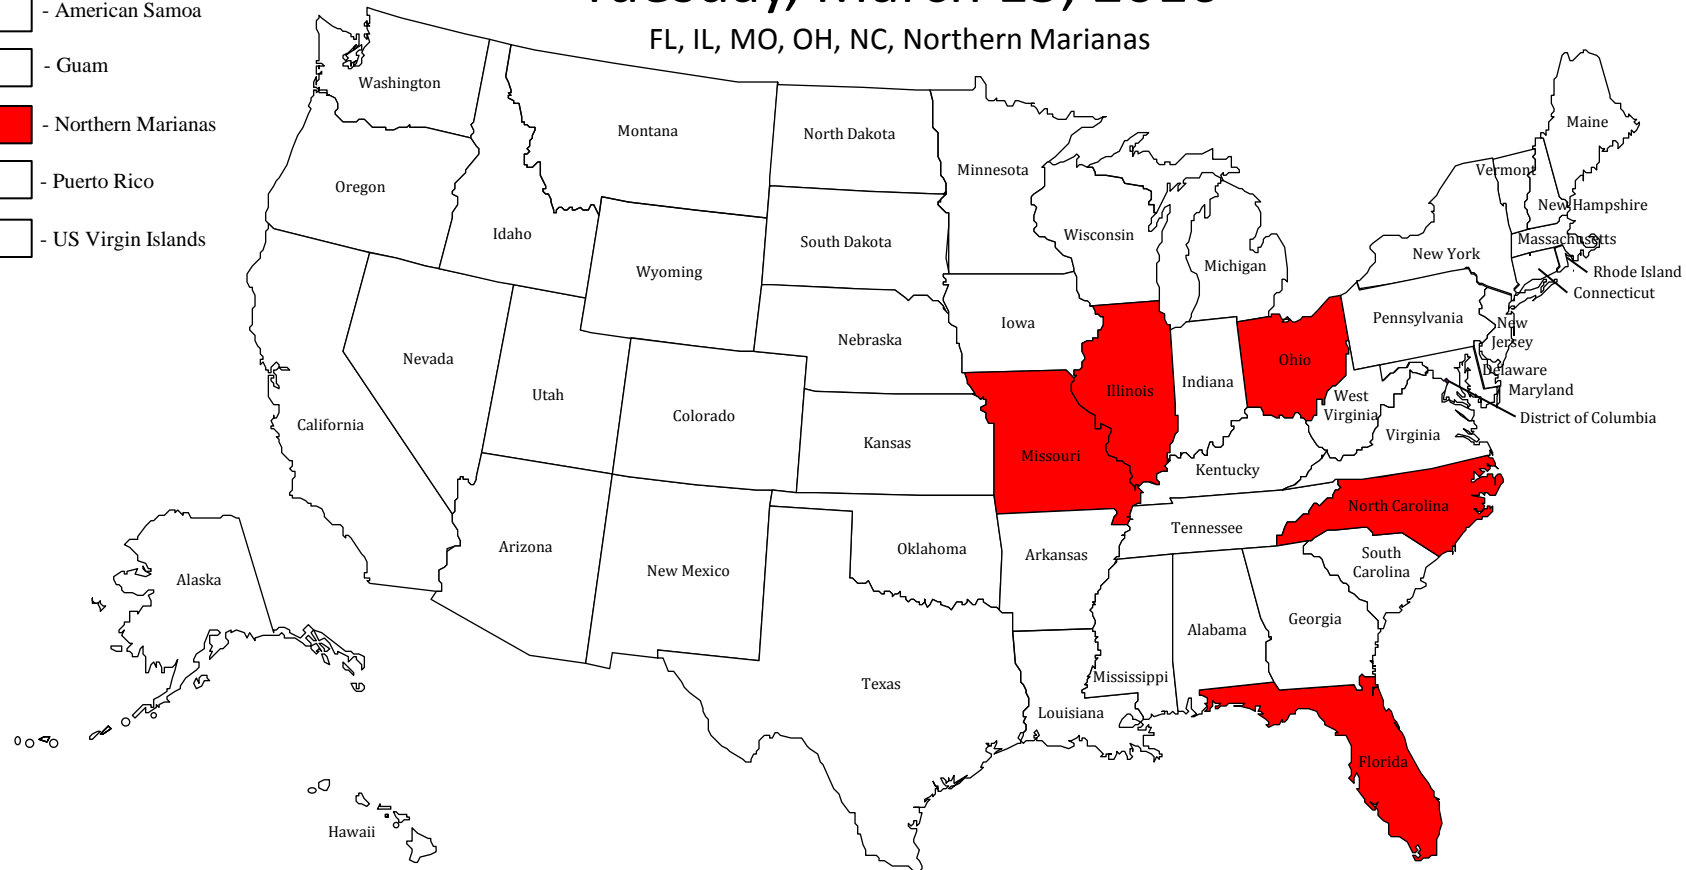 Tuesday, March 15, 2016
FL, IL, MO, OH, NC, Northern Marianas
- American Samoa
- Guam
- Northern Marianas
- Puerto Rico
- US Virgin Islands
Washington
Oregon
California
Nevada
Idaho
Montana
Wyoming
Utah
Colorado
Arizona
New Mexico
North Dakota
South Dakota
Nebraska
Kansas
Oklahoma
Texas
Minnesota
Iowa
Missouri
Arkansas
Louisiana
Wisconsin
Illinois
Michigan
Indiana
Ohio
Kentucky
Tennessee
Mississippi
Alabama
Georgia
Florida
South
Carolina
North Carolina
Virginia
West
Virginia
Pennsylvania
New York
Vermont
Maine
New Hampshire
Massachusetts
Rhode Island
Connecticut
New
Jersey
Delaware
Maryland
District of Columbia
Alaska
Hawaii